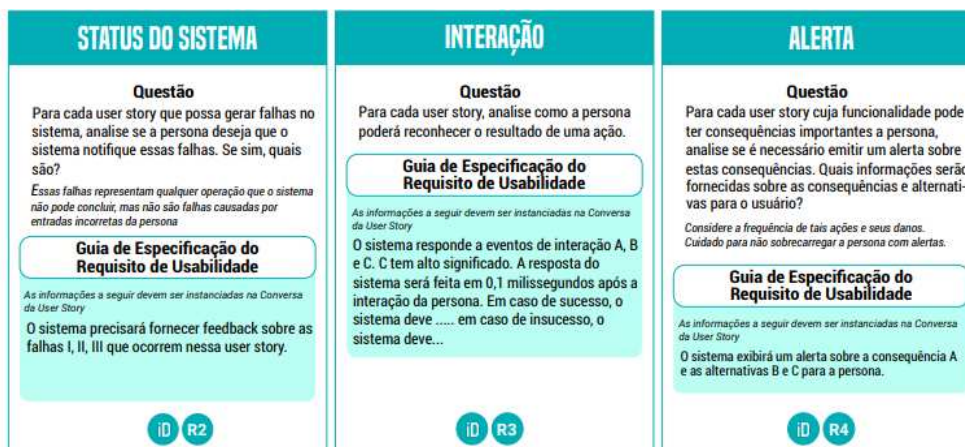 STATUS DO SISTEMA
Questão
Para cada user story que possa gerar falhas no
sistema, analise se a persona deseja que o
sistema notifique essas falhas. Se sim, quais
são?
Essas falhas representam qualquer operação que o sistema
não pode concluir, mas não são falhas causadas por
entradas incorretas da persona
Guia de Especificação do
Requisito de Usabilidade
As informações a seguir devem ser instanciadas na Conversa
da User Story
O sistema precisará fornecer feedback sobre as
falhas I, II, III que ocorrem nessa user story.
iD R2
INTERAÇÃO
Questão
Para cada user story, analise como a persona
poderá reconhecer o resultado de uma ação.
Guia de Especificação do
Requisito de Usabilidade
As informações a seguir devem ser instanciadas na Conversa
da User Story
O sistema responde a eventos de interação A, B
e C. C tem alto significado. A resposta do
sistema será feita em 0,1 milissegundos após a
interação da persona. Em caso de sucesso, o
sistema deve ..... em caso de insucesso, o
sistema deve...
iD R3
ALERTA
Questão
Para cada user story cuja funcionalidade pode
ter consequências importantes a persona,
analise se é necessário emitir um alerta sobre
estas consequências. Quais informações serão
fornecidas sobre as consequências e alternati-
vas para o usuário?
Considere a frequência de tais ações e seus danos.
Cuidado para não sobrecarregar a persona com alertas.
Guia de Especificação do
Requisito de Usabilidade
As informações a seguir devem ser instanciadas na Conversa
da User Story
O sistema exibirá um alerta sobre a consequência A
e as alternativas B e C para a persona.
iD R4